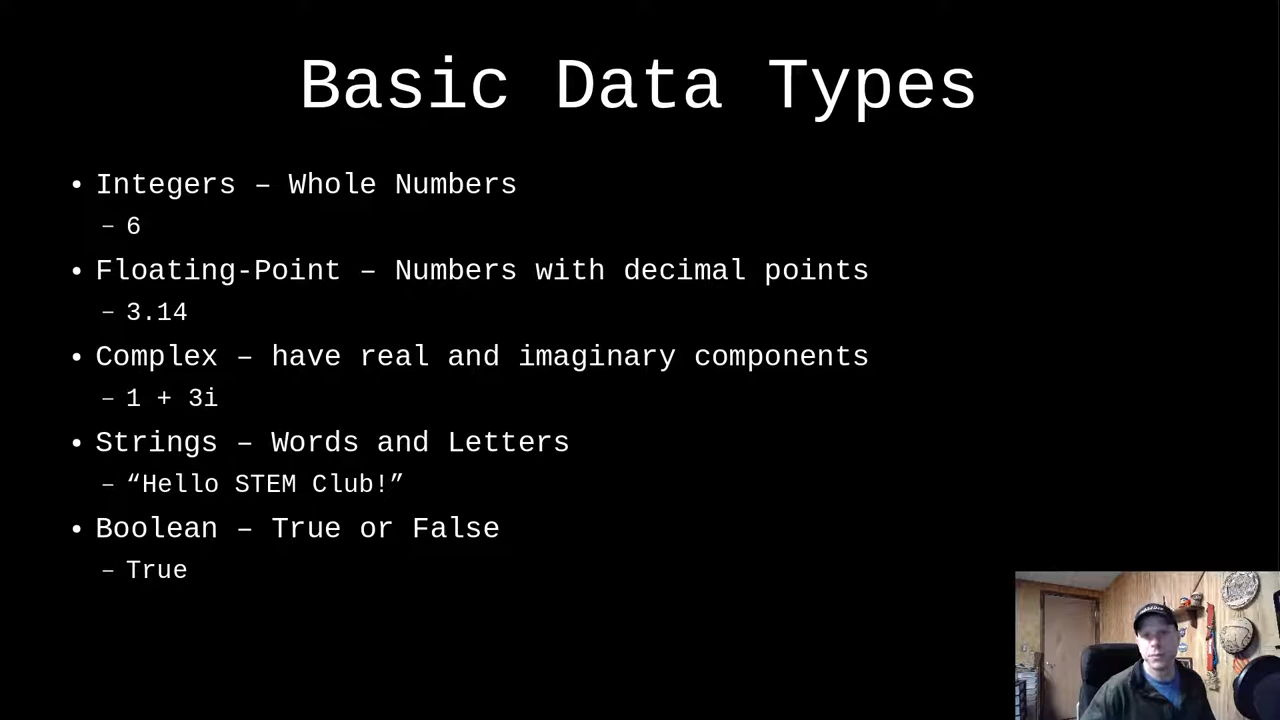 Basic Data Types
• Integers – Whole Numbers
– 6
• Floating-Point – Numbers with decimal points
– 3.14
• Complex – have real and imaginary components
– 1 + 3i
• Strings – Words and Letters
– “Hello STEM Club!”
• Boolean – True or False
– True